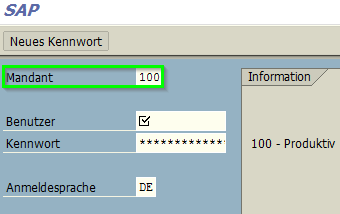 SAP
Neues Kennwort
Mandant 100
Information
Benutzer
Kennwort *************
100 - Produktiv
Anmeldesprache DE